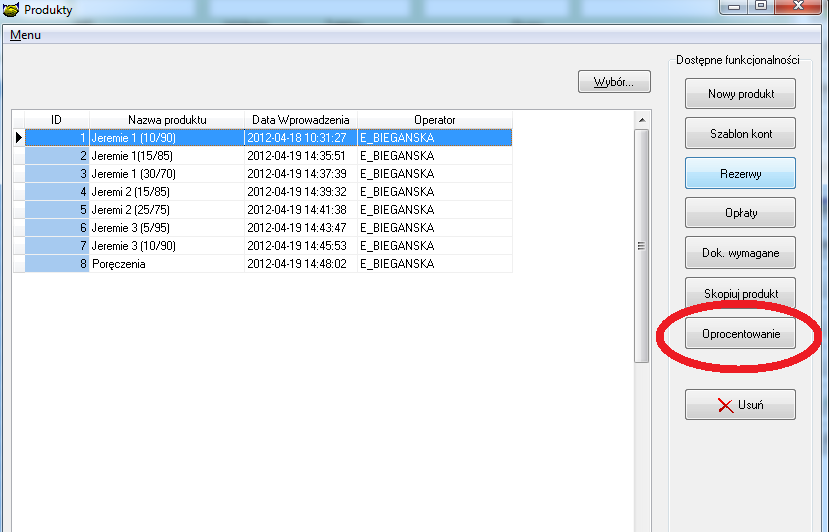 Produkty
Menu
Dostępne funkcjonalności
Wybór...
Nowy produkt
Szablon kont
Rezerwy
Opłaty
Dok. wymagane
Skopiuj produkt
Oprocentowanie
Usuń
ID Nazwa produktu Data Wprowadzenia Operator
1 Jeremie 1 (10/90) 2012-04-18 10:31:27 E_BIEGANSKA
2 Jeremie 1(15/85) 2012-04-19 14:35:51 E_BIEGANSKA
3 Jeremie 1 (30/70) 2012-04-19 14:37:39 E_BIEGANSKA
4 Jeremi 2 (15/85) 2012-04-19 14:39:32 E_BIEGANSKA
5 Jeremi 2 (25/75) 2012-04-19 14:41:38 E_BIEGANSKA
6 Jeremie 3 (5/95) 2012-04-19 14:43:47 E_BIEGANSKA
7 Jeremie 3 (10/90) 2012-04-19 14:45:53 E_BIEGANSKA
8 Poręczenia 2012-04-19 14:48:02 E_BIEGANSKA